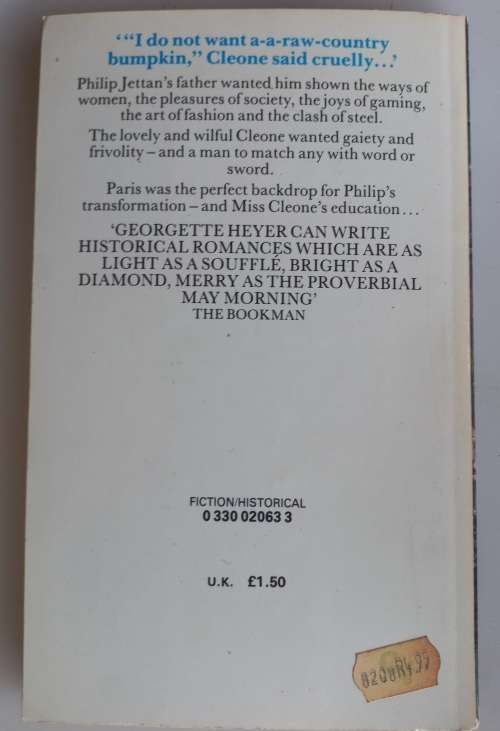 ‘“I do not want a-a-raw-country
bumpkin,” Cleone said cruelly...’
Philip Jettan’s father wanted him shown the ways of
women, the pleasures of society, the joys of gaming,
the art of fashion and the clash of steel.
The lovely and wilful Cleone wanted gaiety and
frivolity – and a man to match any with word or
sword.
Paris was the perfect backdrop for Philip’s
transformation – and Miss Cleone’s education...
‘GEORGETTE HEYER CAN WRITE
HISTORICAL ROMANCES WHICH ARE AS
LIGHT AS A SOUFFLÉ, BRIGHT AS A
DIAMOND, MERRY AS THE PROVERBIAL
MAY MORNING’
THE BOOKMAN
FICTION/HISTORICAL
0 330 02063 3
U.K. £1.50